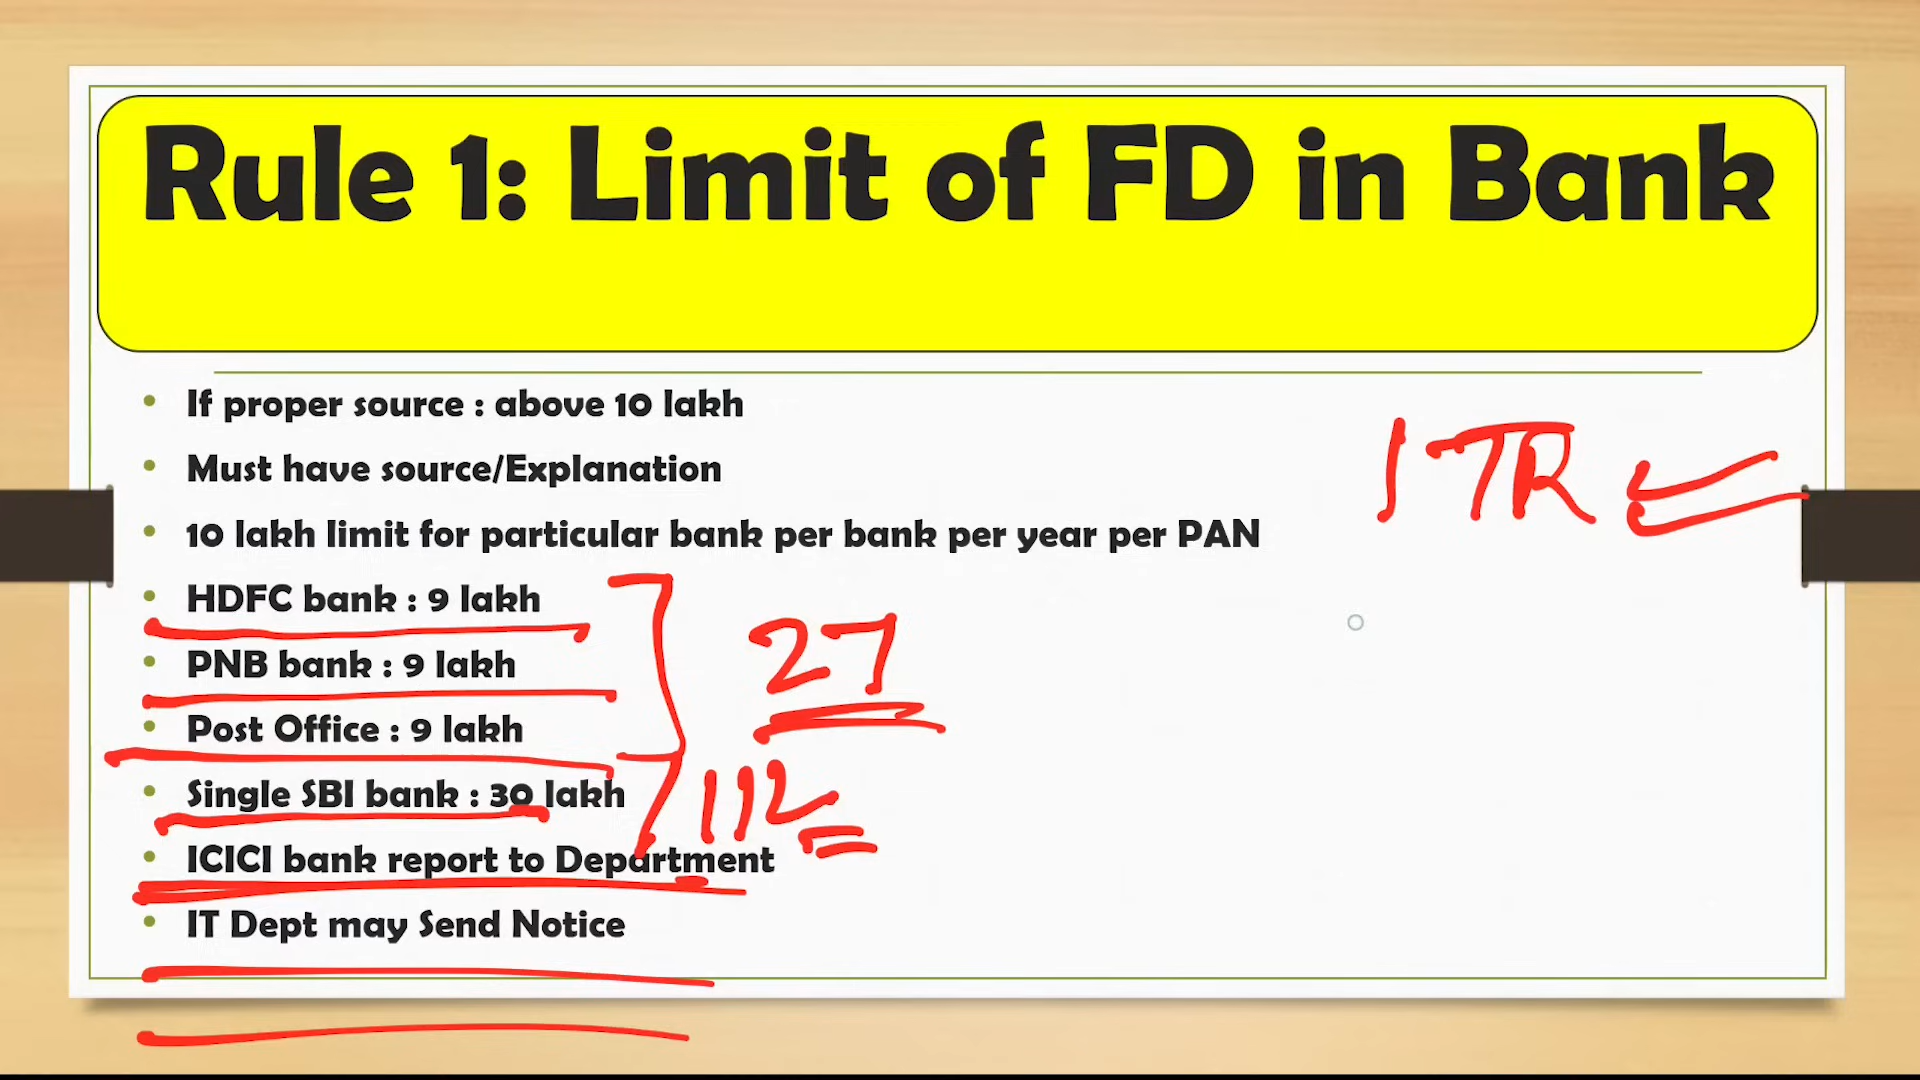 Rule 1: Limit of FD in Bank
If proper source : above 10 lakh
Must have source/Explanation
10 lakh limit for particular bank per bank per year per PAN
HDFC bank : 9 lakh
PNB bank : 9 lakh
Post Office : 9 lakh
Single SBI bank : 30 lakh
ICICI bank report to Department
IT Dept may Send Notice
ITR
27
112